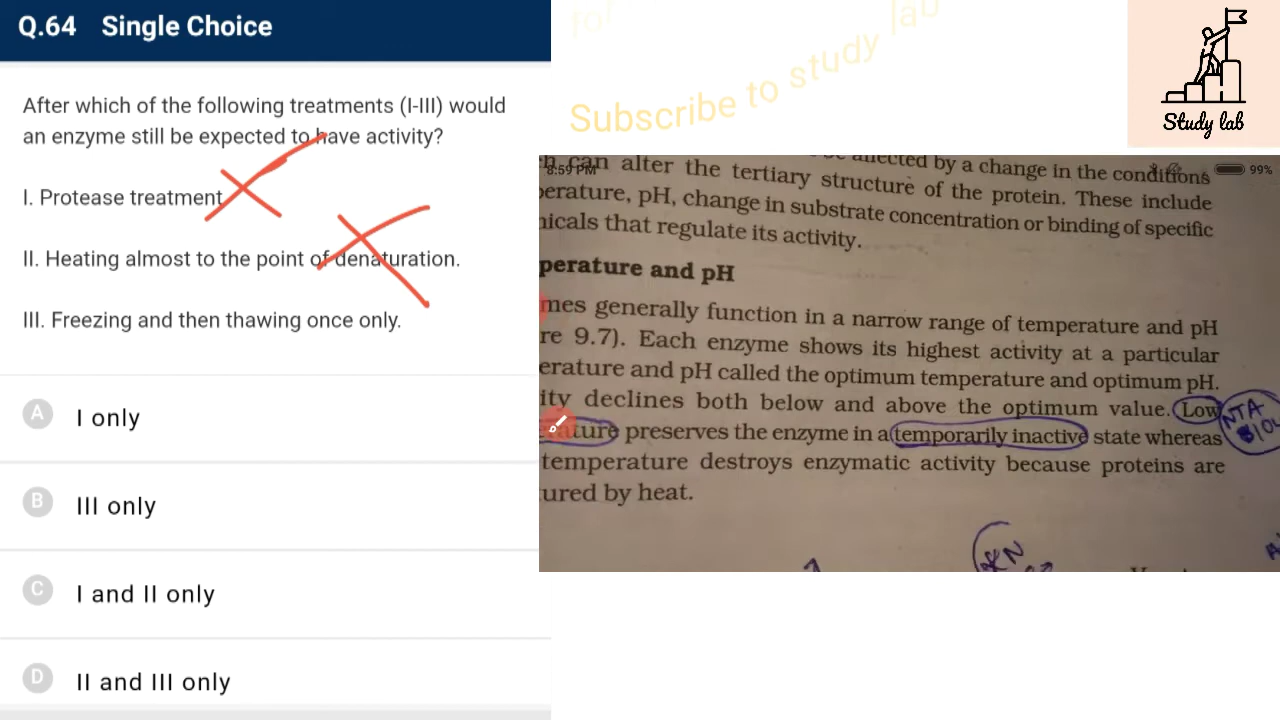 Q.64 Single Choice
After which of the following treatments (I-III) would
an enzyme still be expected to have activity?
I. Protease treatment
II. Heating almost to the point of denaturation.
III. Freezing and then thawing once only.
A I only
B III only
C I and II only
D II and III only
Subscribe to study lab
Study lab
8:59 PM
99%
affected by a change in the conditions
can alter the tertiary structure of the protein. These include
perature, pH, change in substrate concentration or binding of specific
nicals that regulate its activity.
perature and pH
mes generally function in a narrow range of temperature and pH
re 9.7). Each enzyme shows its highest activity at a particular
erature and pH called the optimum temperature and optimum pH.
ity declines both below and above the optimum value. Low
ature preserves the enzyme in a temporarily inactive state whereas
temperature destroys enzymatic activity because proteins are
ured by heat.
NTA